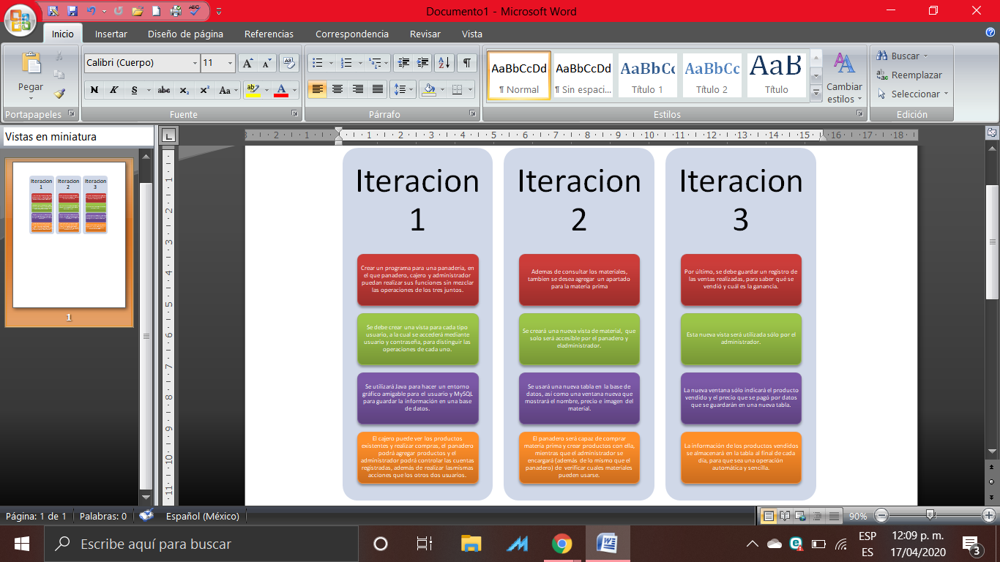 Documento1 - Microsoft Word
Inicio
Insertar
Diseño de página
Referencias
Correspondencia
Revisar
Vista
Pegar
Portapapeles
Calibri (Cuerpo)
11
Fuente
Párrafo
AaBbCcDd
¶ Normal
AaBbCcDd
¶ Sin espaci...
AaBbCc
Título 1
AaBbCc
Título 2
AaB
Título
Cambiar
estilos
Estilos
Buscar
Reemplazar
Seleccionar
Edición
Vistas en miniatura
Iteracion
1
Iteracion
2
Iteracion
3
1
Iteracion
1
Crear un programa para una panadería, en
el que panadero, cajero y administrador
puedan realizar sus funciones sin mezclar
las operaciones de los tres juntos.
Se debe crear una vista para cada tipo
usuario, a la cual se accederá mediante
usuario y contraseña, para distinguir las
operaciones de cada uno.
Se utilizará Java para hacer un entorno
gráfico amigable para el usuario y MySQL
para guardar la información en una base
de datos.
El cajero puede ver los productos
existentes y realizar compras, el panadero
podrá agregar productos y el
administrador podrá controlar las cuentas
registradas, además de realizar lasmismas
acciones que los otros dos usuarios.
Iteracion
2
Ademas de consultar los materiales,
tambien se desea agregar un apartado
para la materia prima
Se creará una nueva vista de material, que
solo será accesible por el panadero y
eladministrador.
Se usará una nueva tabla en la base de
datos, así como una ventana nueva que
mostrará el nombre, precio e imagen del
material.
El panadero será capaz de comprar
materia prima y crear productos con ella,
mientras que el administrador se
encargará (además de lo mismo que el
panadero) de verificar cuales materiales
pueden usarse.
Iteracion
3
Por último, se debe guardar un registro de
las ventas realizadas, para saber qué se
vendió y cuál es la ganancia.
Esta nueva vista será utilizada sólo por el
administrador.
La nueva ventana sólo indicará el producto
vendido y el precio que se pagó por datos
que se guardarán en una nueva tabla.
La información de los productos vendidos
se almacenará en la tabla al final de cada
día, para que sea una operación
automática y sencilla.
Página: 1 de 1
Palabras: 0
Español (México)
90%
Escribe aquí para buscar
ESP
ES
12:09 p. m.
17/04/2020
3